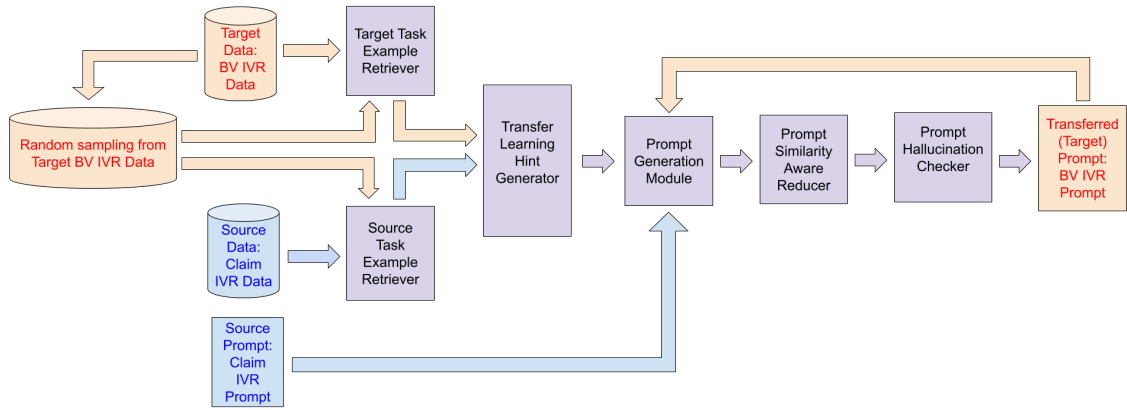 Target
Data:
BV IVR
Data
Target Task
Example
Retriever
Random sampling from
Target BV IVR Data
Transfer
Learning
Hint
Generator
Prompt
Generation
Module
Prompt
Similarity
Aware
Reducer
Prompt
Hallucination
Checker
Transferred
(Target)
Prompt:
BV IVR
Prompt
Source
Data:
Claim
IVR Data
Source
Task
Example
Retriever
Source
Prompt:
Claim
IVR
Prompt